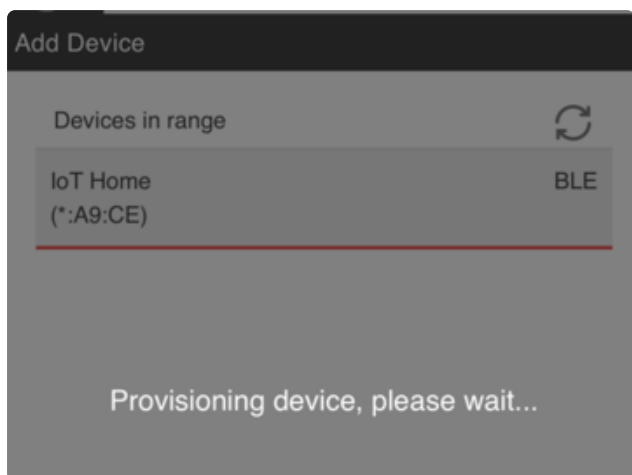 Add Device
Devices in range
IoT Home BLE
(*:A9:CE)
Provisioning device, please wait...